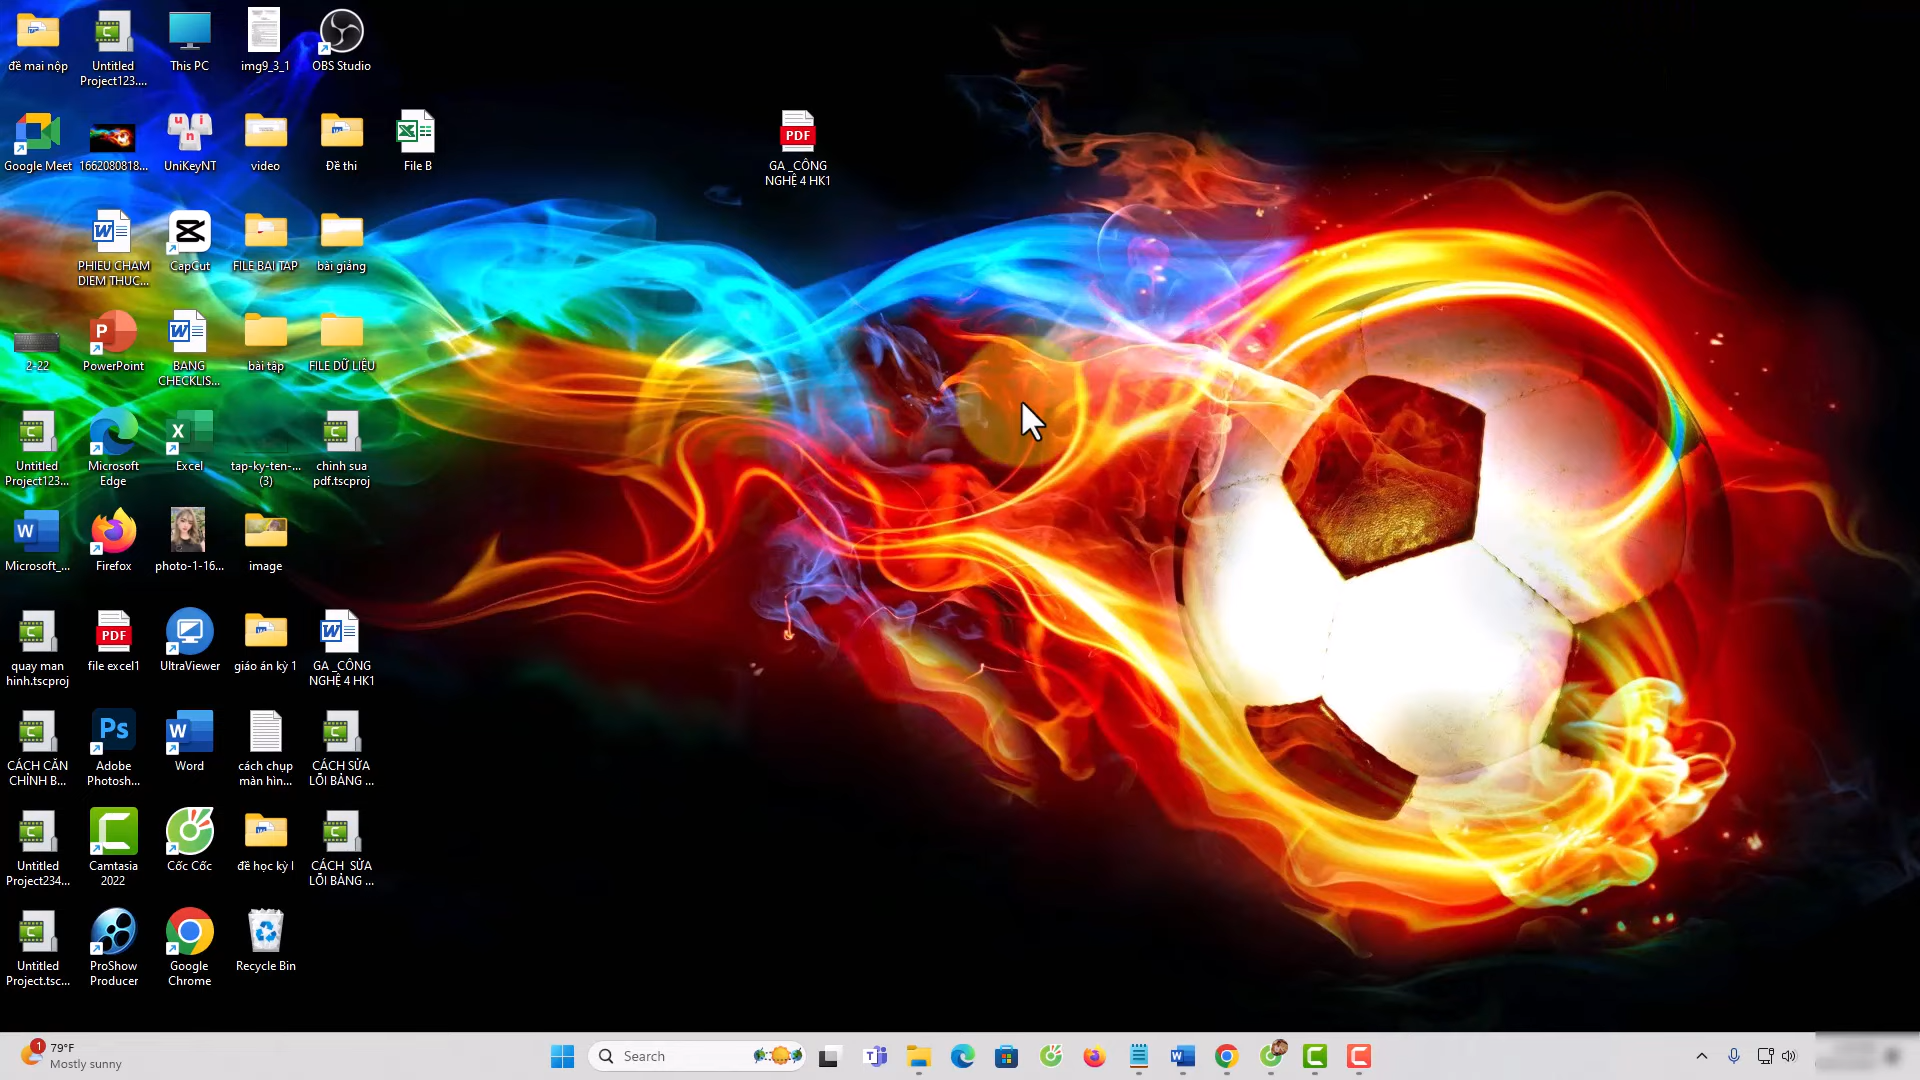 đề mai nộp
Untitled
Project123....
This PC
img9_3_1
OBS Studio
Google Meet
1662080818...
UniKeyNT
video
Đề thi
File B
PDF
GA _CÔNG
NGHỆ 4 HK1
PHIEU CHAM
DIEM THUC...
CapCut
FILE BAI TAP
bài giảng
2-22
PowerPoint
BANG
CHECKLIS...
bài tập
FILE DỮ LIỆU
Untitled
Project123...
Microsoft
Edge
Excel
tap-ky-ten-...
(3)
chinh sua
pdf.tscproj
Microsoft_...
Firefox
photo-1-16...
image
quay man
hinh.tscproj
PDF
file excel1
UltraViewer
giáo án kỳ 1
GA _CÔNG
NGHỆ 4 HK1
CÁCH CĂN
CHỈNH B...
Ps
Adobe
Photosh...
Word
cách chụp
màn hìn...
CÁCH SỬA
LỖI BẢNG ...
Untitled
Project234...
Camtasia
2022
Cốc Cốc
đề học kỳ I
CÁCH SỬA
LỖI BẢNG ...
Untitled
Project.tsc...
ProShow
Producer
Google
Chrome
Recycle Bin
1
79°F
Mostly sunny
Search